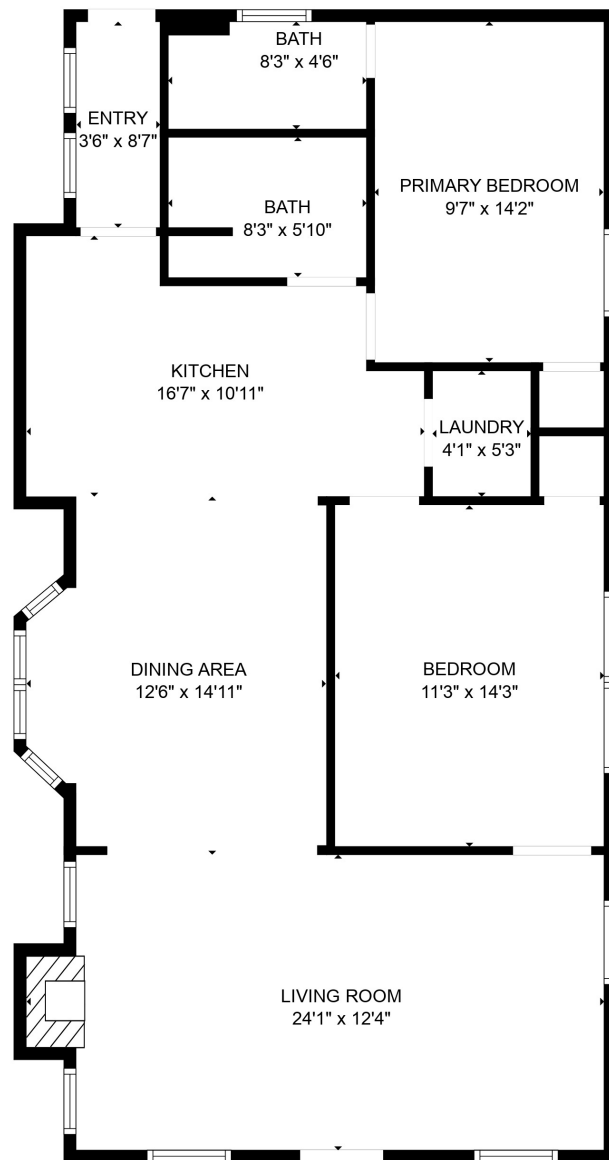 BATH
8'3" x 4'6"
ENTRY
3'6" x 8'7"
PRIMARY BEDROOM
9'7" x 14'2"
BATH
8'3" x 5'10"
KITCHEN
16'7" x 10'11"
LAUNDRY
4'1" x 5'3"
DINING AREA
12'6" x 14'11"
BEDROOM
11'3" x 14'3"
LIVING ROOM
24'1" x 12'4"